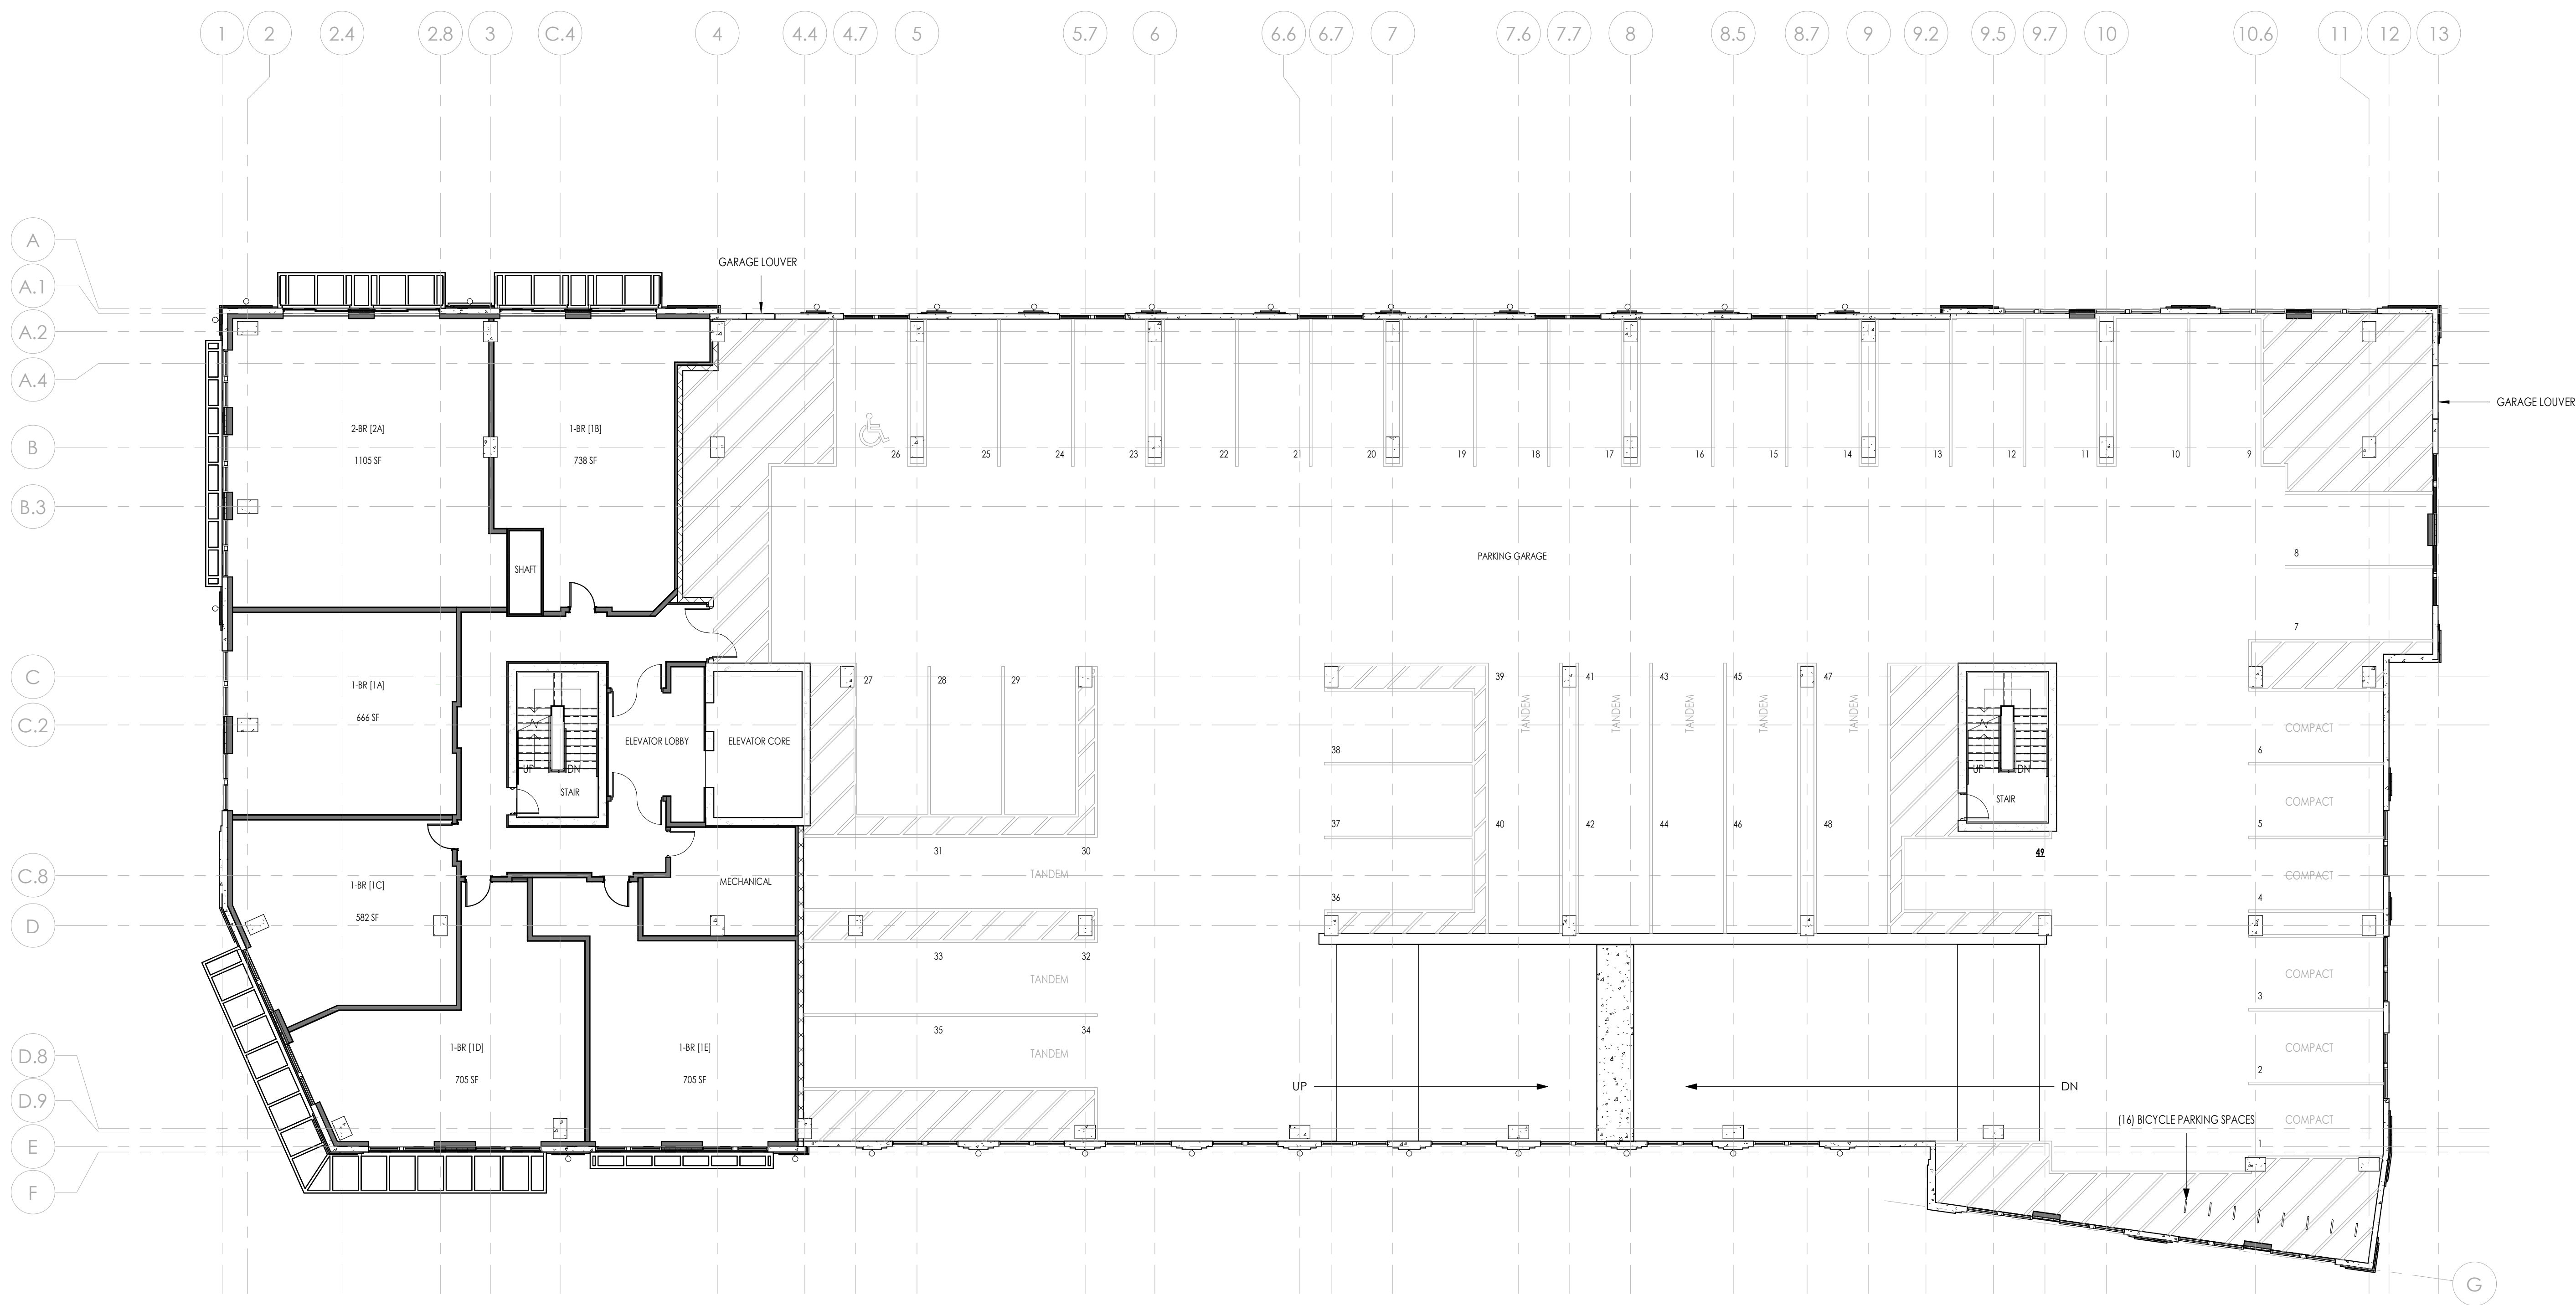 1 2 2.4 2.8 3 C.4 4 4.4 4.7 5 5.7 6 6.6 6.7 7 7.6 7.7 8 8.5 8.7 9 9.2 9.5 9.7 10 10.6 11 12 13
A
GARAGE LOUVER
A.1
A.2
A.4
GARAGE LOUVER
2-BR [2A]
1105 SF
1-BR [1B]
738 SF
B
26 25 24 23 22 21 20 19 18 17 16 15 14 13 12 11 10 9
B.3
PARKING GARAGE
8
SHAFT
7
C
1-BR [1A]
666 SF
27 28 29
39 41 43 45 47
TANDEM TANDEM TANDEM TANDEM TANDEM
C.2
COMPACT
6
ELEVATOR LOBBY
ELEVATOR CORE
38
UP DN
STAIR
UP DN
STAIR
COMPACT
5
37
40 42 44 46 48
31 30
49
C.8
1-BR [1C]
582 SF
MECHANICAL
TANDEM
COMPACT
4
36
D
33 32
TANDEM
COMPACT
3
35 34
TANDEM
1-BR [1D]
705 SF
1-BR [1E]
705 SF
COMPACT
2
D.8
UP
DN
D.9
(16) BICYCLE PARKING SPACES
COMPACT
1
E
F
G